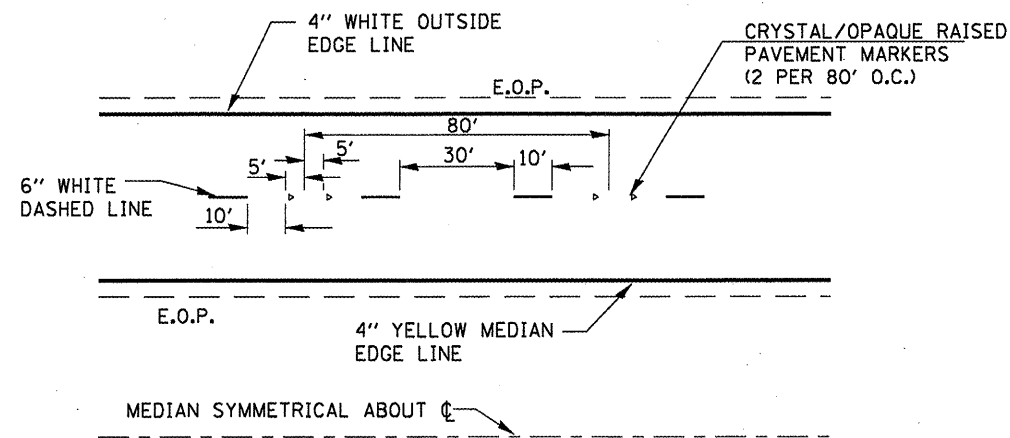 4" WHITE OUTSIDE
EDGE LINE
CRYSTAL/OPAQUE RAISED
PAVEMENT MARKERS
(2 PER 80' O.C.)
E.O.P.
80'
5'
30'
10'
5'
6" WHITE
DASHED LINE
10'
E.O.P.
4" YELLOW MEDIAN
EDGE LINE
MEDIAN SYMMETRICAL ABOUT ℄